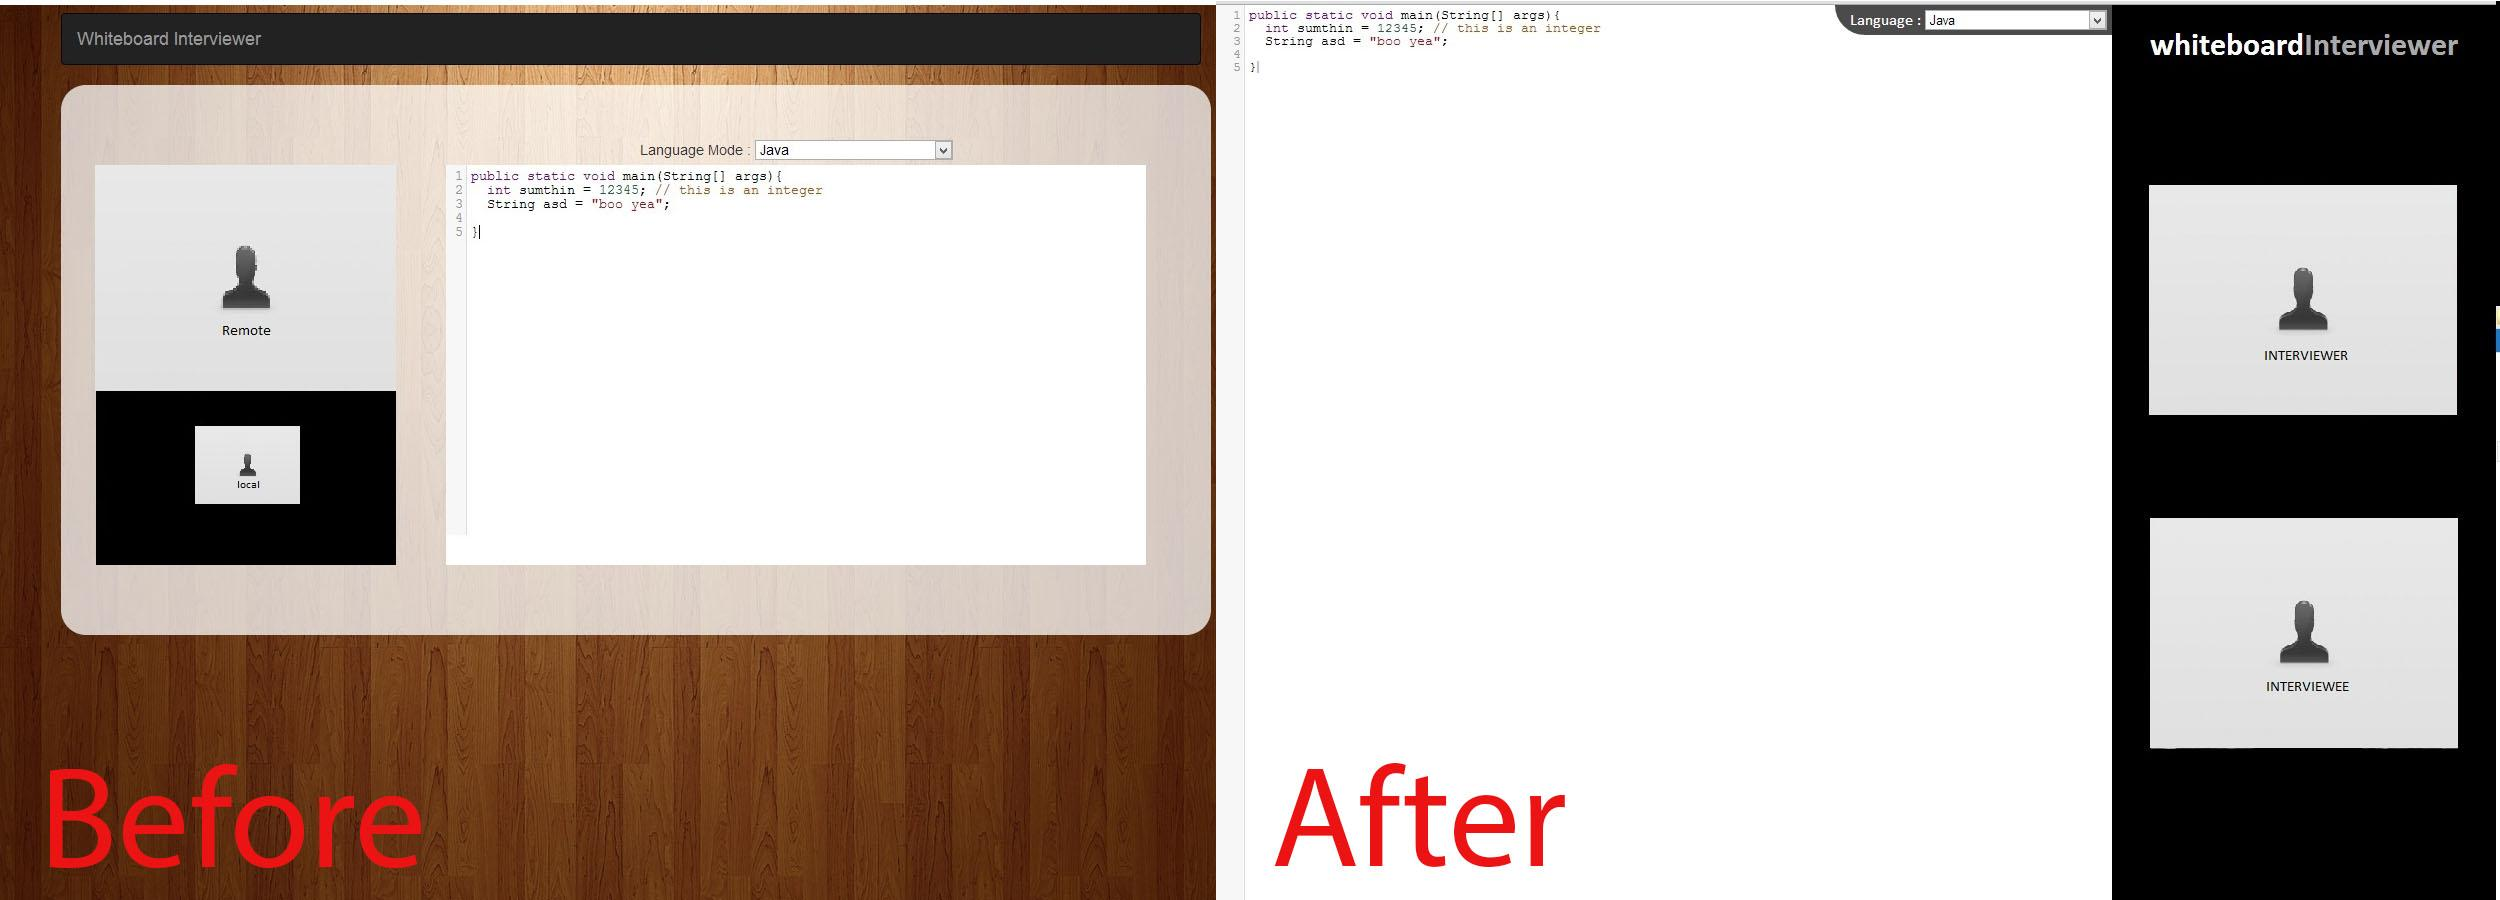 Whiteboard Interviewer
Language Mode : Java
1 public static void main(String[] args){
2   int sumthin = 12345; // this is an integer
3   String asd = "boo yea";
4
5 }
Remote
local
Before
1 public static void main(String[] args){
2   int sumthin = 12345; // this is an integer
3   String asd = "boo yea";
4
5 }
Language : Java
whiteboardInterviewer
INTERVIEWER
INTERVIEWEE
After